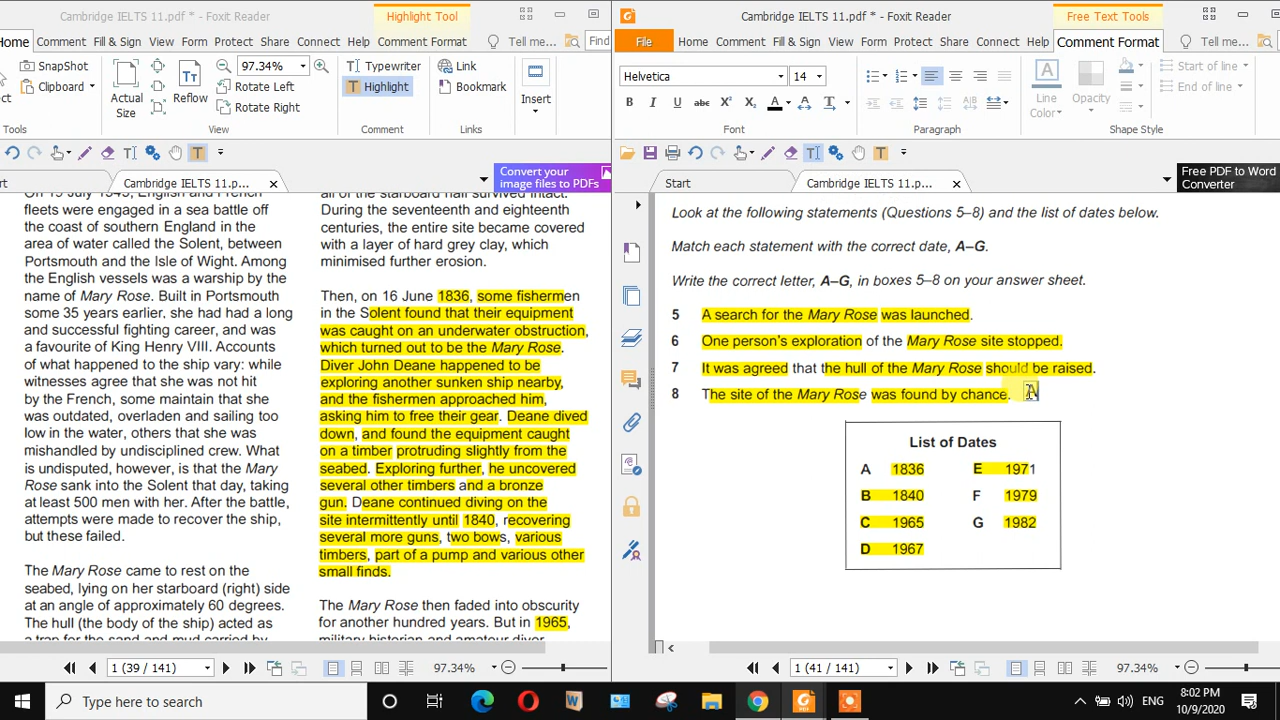 Cambridge IELTS 11.pdf * - Foxit Reader
Highlight Tool
Home Comment Fill & Sign View Form Protect Share Connect Help Comment Format Tell me... Find
SnapShot
Clipboard
Actual Size
Reflow
97.34%
Rotate Left
Rotate Right
Typewriter
Highlight
Link
Bookmark
Insert
Tools
View
Comment
Links
Convert your
image files to PDFs
Cambridge IELTS 11.p...
fleets were engaged in a sea battle off
the coast of southern England in the
area of water called the Solent, between
Portsmouth and the Isle of Wight. Among
the English vessels was a warship by the
name of Mary Rose. Built in Portsmouth
some 35 years earlier, she had had a long
and successful fighting career, and was
a favourite of King Henry VIII. Accounts
of what happened to the ship vary: while
witnesses agree that she was not hit
by the French, some maintain that she
was outdated, overladen and sailing too
low in the water, others that she was
mishandled by undisciplined crew. What
is undisputed, however, is that the Mary
Rose sank into the Solent that day, taking
at least 500 men with her. After the battle,
attempts were made to recover the ship,
but these failed.
The Mary Rose came to rest on the
seabed, lying on her starboard (right) side
at an angle of approximately 60 degrees.
The hull (the body of the ship) acted as
a trap for the sand and mud carried by
all of the starboard half survived intact.
During the seventeenth and eighteenth
centuries, the entire site became covered
with a layer of hard grey clay, which
minimised further erosion.
Then, on 16 June 1836, some fishermen
in the Solent found that their equipment
was caught on an underwater obstruction,
which turned out to be the Mary Rose.
Diver John Deane happened to be
exploring another sunken ship nearby,
and the fishermen approached him,
asking him to free their gear. Deane dived
down, and found the equipment caught
on a timber protruding slightly from the
seabed. Exploring further, he uncovered
several other timbers and a bronze
gun. Deane continued diving on the
site intermittently until 1840, recovering
several more guns, two bows, various
timbers, part of a pump and various other
small finds.
The Mary Rose then faded into obscurity
for another hundred years. But in 1965,
military historian and amateur diver
1 (39 / 141)
97.34%
Cambridge IELTS 11.pdf * - Foxit Reader
Free Text Tools
File Home Comment Fill & Sign View Form Protect Share Connect Help Comment Format Tell me...
Helvetica
14
Font
Paragraph
Line Color
Opacity
Start of line
End of line
Shape Style
Start
Cambridge IELTS 11.p...
Free PDF to Word
Converter
Look at the following statements (Questions 5–8) and the list of dates below.
Match each statement with the correct date, A–G.
Write the correct letter, A–G, in boxes 5–8 on your answer sheet.
5 A search for the Mary Rose was launched.
6 One person's exploration of the Mary Rose site stopped.
7 It was agreed that the hull of the Mary Rose should be raised.
8 The site of the Mary Rose was found by chance. A
List of Dates
A 1836 E 1971
B 1840 F 1979
C 1965 G 1982
D 1967
1 (41 / 141)
97.34%
Type here to search
ENG
8:02 PM
10/9/2020